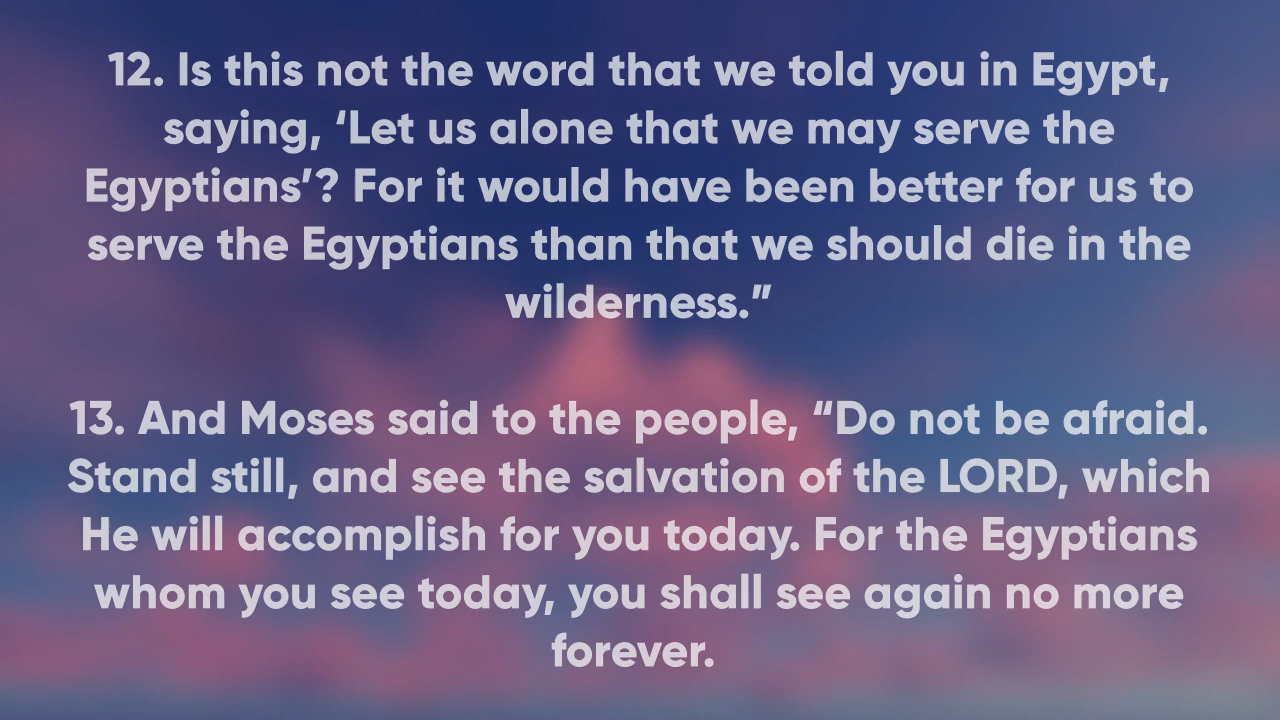 12. Is this not the word that we told you in Egypt,
saying, ‘Let us alone that we may serve the
Egyptians’? For it would have been better for us to
serve the Egyptians than that we should die in the
wilderness.”
13. And Moses said to the people, “Do not be afraid.
Stand still, and see the salvation of the LORD, which
He will accomplish for you today. For the Egyptians
whom you see today, you shall see again no more
forever.